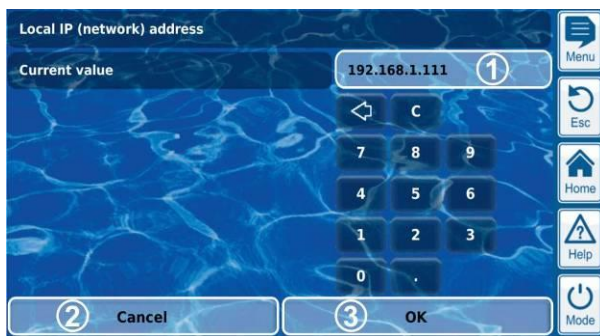 Local IP (network) address
Menu
Current value
192.168.1.111
1
C
Esc
7 8 9
4 5 6
Home
1 2 3
Help
0 .
2 Cancel
3 OK
Mode